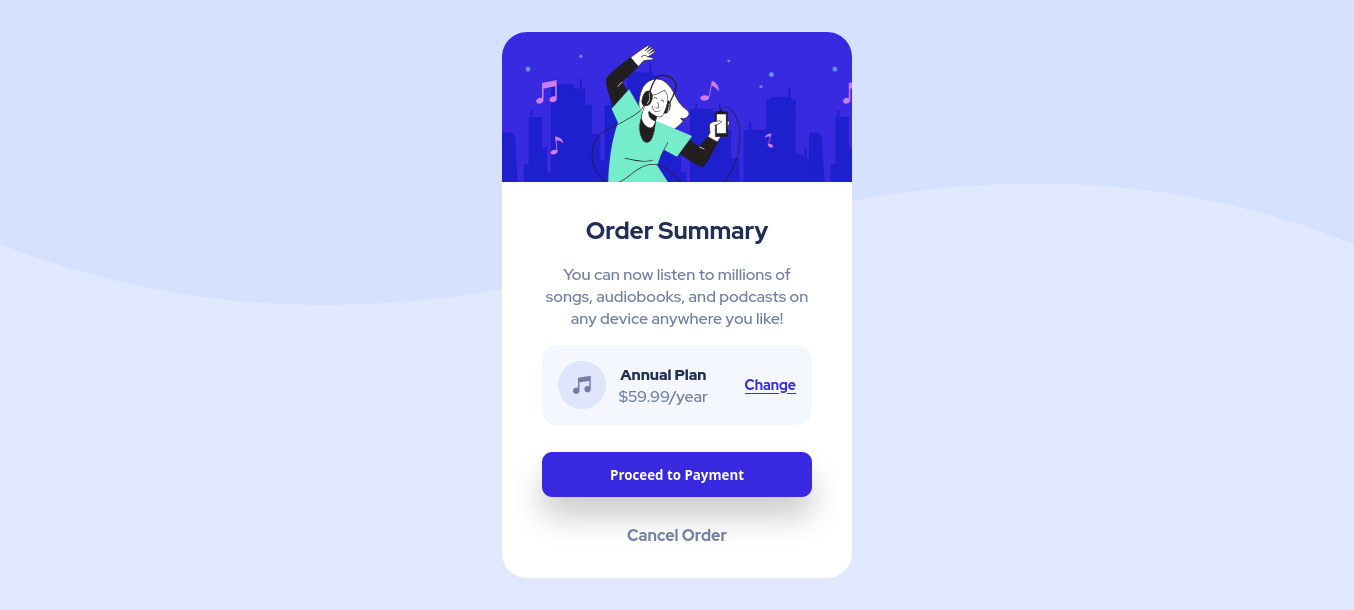 Order Summary
You can now listen to millions of
songs, audiobooks, and podcasts on
any device anywhere you like!
Annual Plan
$59.99/year
Change
Proceed to Payment
Cancel Order